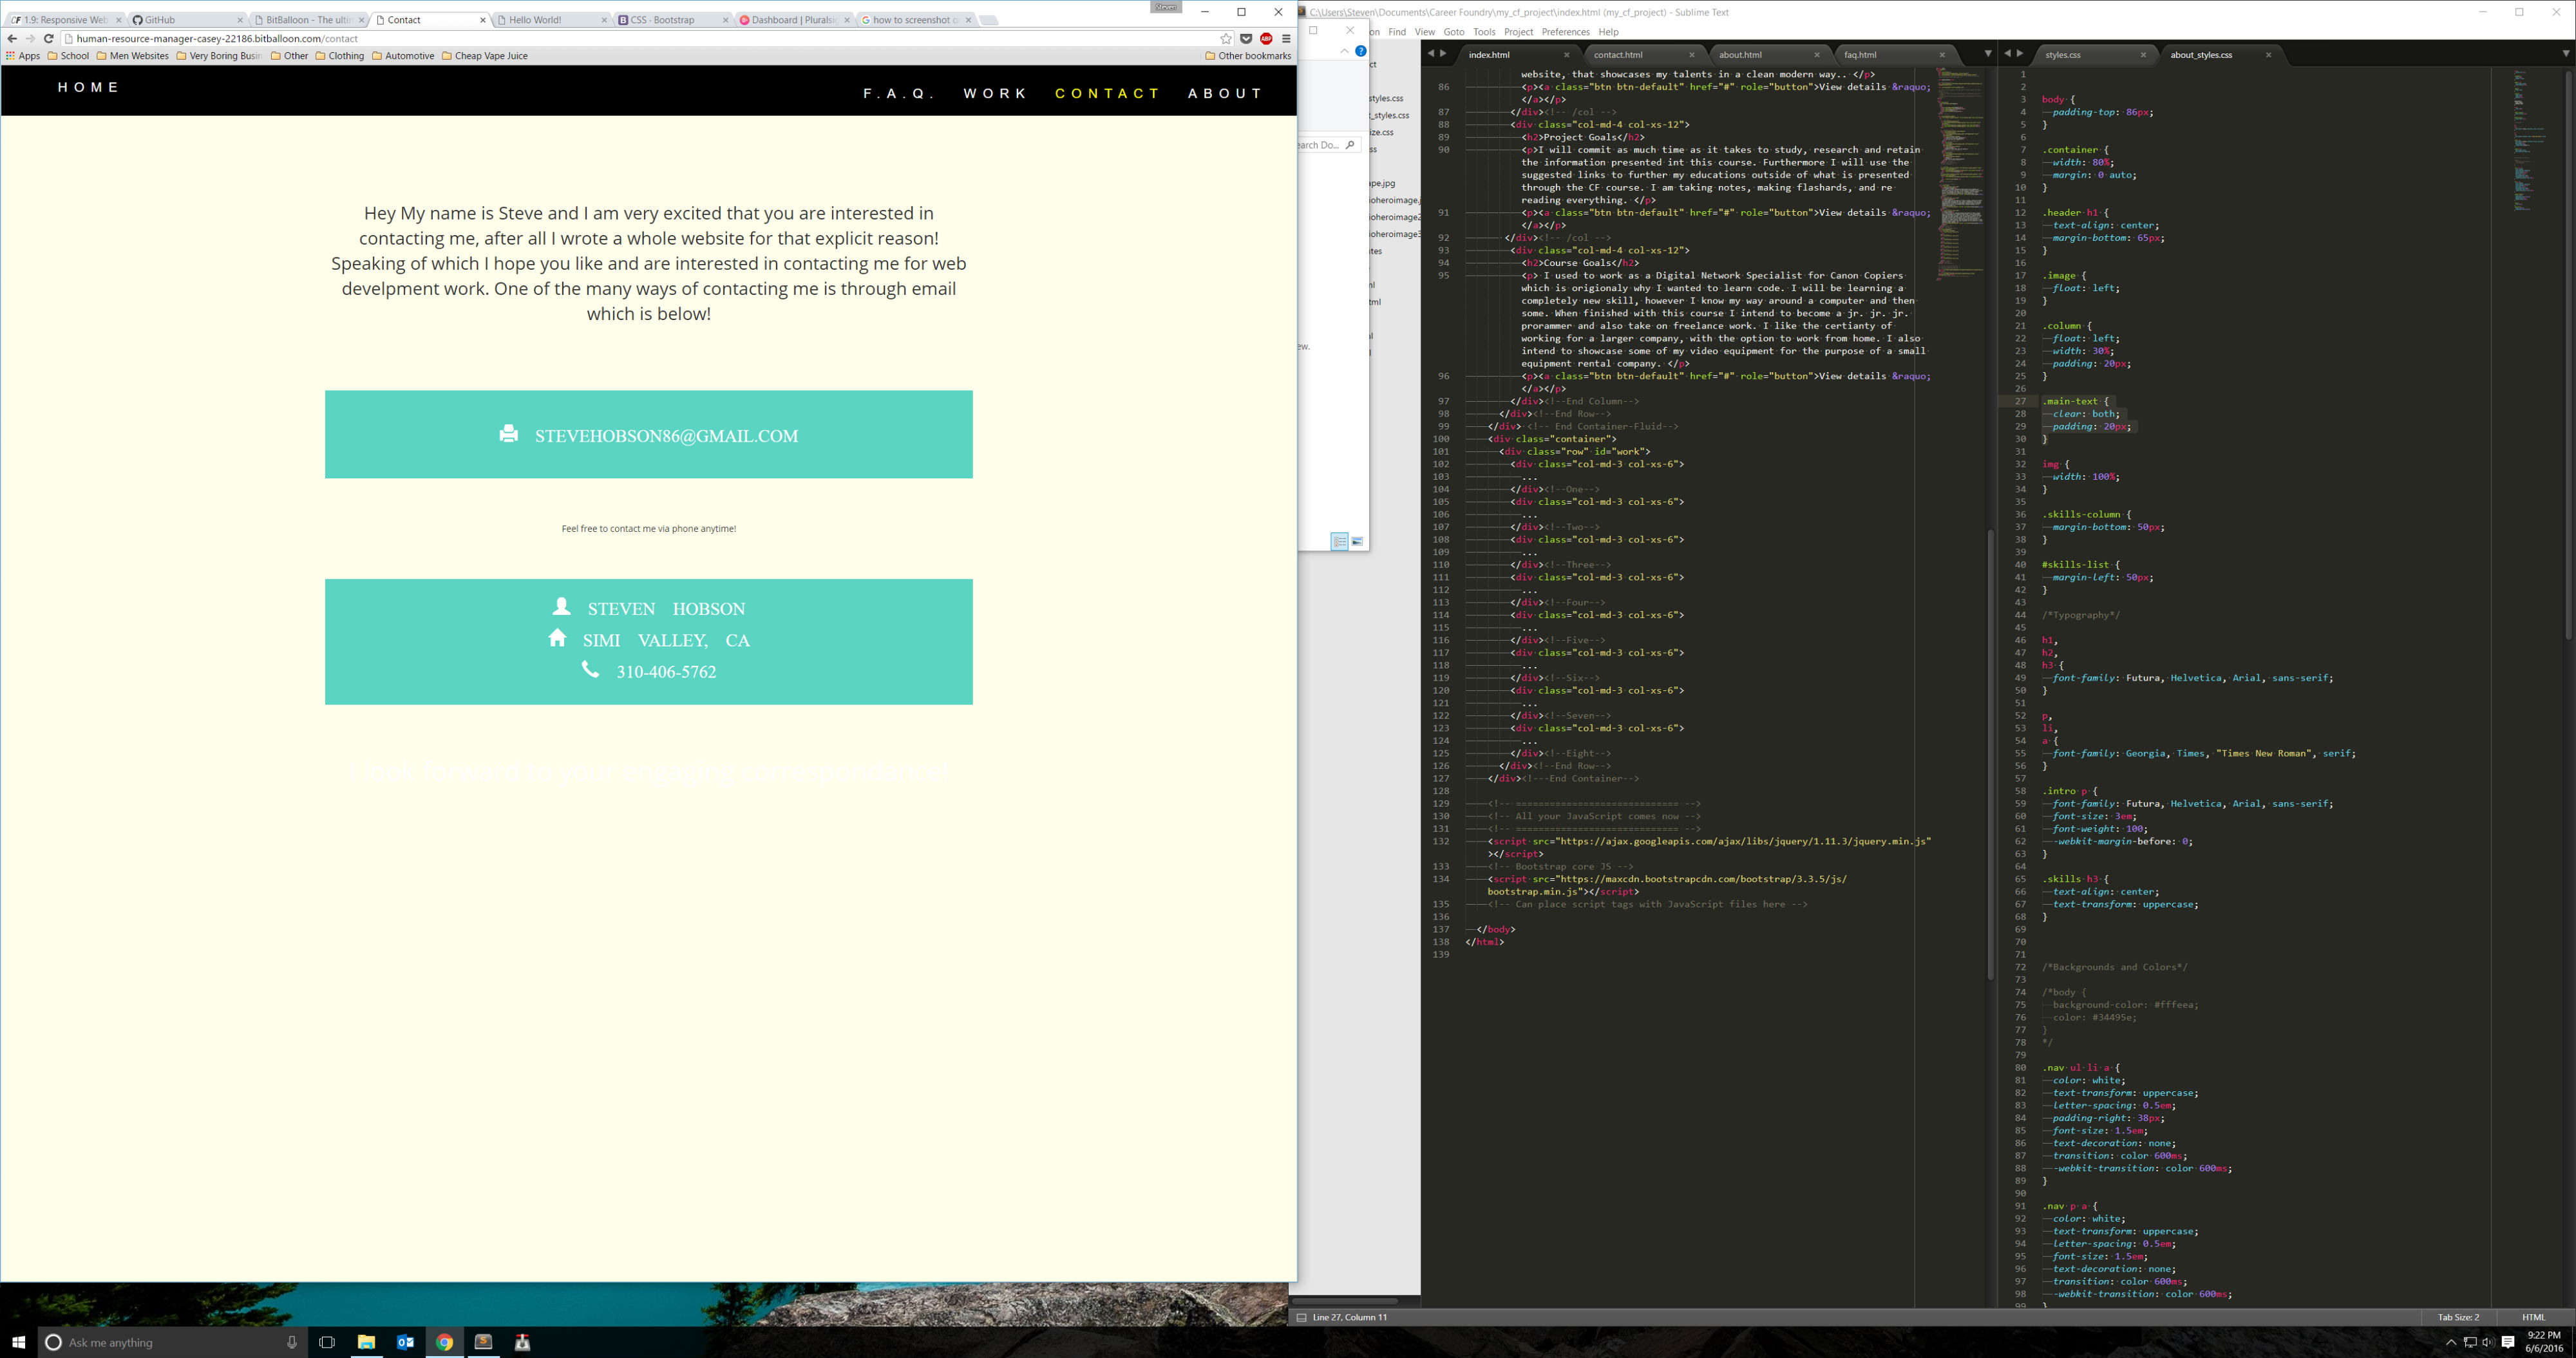 1.9: Responsive Web
GitHub
BitBalloon - The ultim
Contact
Hello World!
CSS · Bootstrap
Dashboard | Pluralsi
how to screenshot o
Steven
human-resource-manager-casey-22186.bitballoon.com/contact
Apps School Men Websites Very Boring Busin Other Clothing Automotive Cheap Vape Juice Other bookmarks
HOME
F.A.Q. WORK CONTACT ABOUT
Hey My name is Steve and I am very excited that you are interested in
contacting me, after all I wrote a whole website for that explicit reason!
Speaking of which I hope you like and are interested in contacting me for web
develpment work. One of the many ways of contacting me is through email
which is below!
STEVEHOBSON86@GMAIL.COM
Feel free to contact me via phone anytime!
STEVEN HOBSON
SIMI VALLEY, CA
310-406-5762
I look forward to your engaging correspondance!
C:\Users\Steven\Documents\Career Foundry\my_cf_project\index.html (my_cf_project) - Sublime Text
Find View Goto Tools Project Preferences Help
index.html contact.html about.html faq.html
website, that showcases my talents in a clean modern way.. </p>
86 <p><a class="btn btn-default" href="#" role="button">View details &raquo;
</a></p>
87 </div><!-- /col -->
88 <div class="col-md-4 col-xs-12">
89 <h2>Project Goals</h2>
90 <p>I will commit as much time as it takes to study, research and retain
the information presented int this course. Furthermore I will use the
suggested links to further my educations outside of what is presented
through the CF course. I am taking notes, making flashards, and re-
reading everything. </p>
91 <p><a class="btn btn-default" href="#" role="button">View details &raquo;
</a></p>
92 </div><!-- /col -->
93 <div class="col-md-4 col-xs-12">
94 <h2>Course Goals</h2>
95 <p> I used to work as a Digital Network Specialist for Canon Copiers
which is origionaly why I wanted to learn code. I will be learning a
completely new skill, however I know my way around a computer and then
some. When finished with this course I intend to become a jr. jr. jr.
prorammer and also take on freelance work. I like the certianty of
working for a larger company, with the option to work from home. I also
intend to showcase some of my video equipment for the purpose of a small
equipment rental company. </p>
96 <p><a class="btn btn-default" href="#" role="button">View details &raquo;
</a></p>
97 </div><!--End Column-->
98 </div><!--End Row-->
99 </div> <!-- End Container-Fluid-->
100 <div class="container">
101 <div class="row" id="work">
102 <div class="col-md-3 col-xs-6">
103 ...
104 </div><!--One-->
105 <div class="col-md-3 col-xs-6">
106 ...
107 </div><!--Two-->
108 <div class="col-md-3 col-xs-6">
109 ...
110 </div><!--Three-->
111 <div class="col-md-3 col-xs-6">
112 ...
113 </div><!--Four-->
114 <div class="col-md-3 col-xs-6">
115 ...
116 </div><!--Five-->
117 <div class="col-md-3 col-xs-6">
118 ...
119 </div><!--Six-->
120 <div class="col-md-3 col-xs-6">
121 ...
122 </div><!--Seven-->
123 <div class="col-md-3 col-xs-6">
124 ...
125 </div><!--Eight-->
126 </div><!--End Row-->
127 </div><!---End Container-->
128
129 <!-- ============================= -->
130 <!-- All your JavaScript comes now -->
131 <!-- ============================= -->
132 <script src="https://ajax.googleapis.com/ajax/libs/jquery/1.11.3/jquery.min.js"
></script>
133 <!-- Bootstrap core JS -->
134 <script src="https://maxcdn.bootstrapcdn.com/bootstrap/3.3.5/js/
bootstrap.min.js"></script>
135 <!-- Can place script tags with JavaScript files here -->
136
137 </body>
138 </html>
139
styles.css about_styles.css
1
2
3 body {
4 padding-top: 86px;
5 }
6
7 .container {
8 width: 80%;
9 margin: 0 auto;
10 }
11
12 .header h1 {
13 text-align: center;
14 margin-bottom: 65px;
15 }
16
17 .image {
18 float: left;
19 }
20
21 .column {
22 float: left;
23 width: 30%;
24 padding: 20px;
25 }
26
27 .main-text {
28 clear: both;
29 padding: 20px;
30 }
31
32 img {
33 width: 100%;
34 }
35
36 .skills-column {
37 margin-bottom: 50px;
38 }
39
40 #skills-list {
41 margin-left: 50px;
42 }
43
44 /*Typography*/
45
46 h1,
47 h2,
48 h3 {
49 font-family: Futura, Helvetica, Arial, sans-serif;
50 }
51
52 p,
53 li,
54 a {
55 font-family: Georgia, Times, "Times New Roman", serif;
56 }
57
58 .intro p {
59 font-family: Futura, Helvetica, Arial, sans-serif;
60 font-size: 3em;
61 font-weight: 100;
62 -webkit-margin-before: 0;
63 }
64
65 .skills h3 {
66 text-align: center;
67 text-transform: uppercase;
68 }
69
70
71
72 /*Backgrounds and Colors*/
73
74 /*body {
75 background-color: #fffeea;
76 color: #34495e;
77 }
78 */
79
80 .nav ul li a {
81 color: white;
82 text-transform: uppercase;
83 letter-spacing: 0.5em;
84 padding-right: 38px;
85 font-size: 1.5em;
86 text-decoration: none;
87 transition: color 600ms;
88 -webkit-transition: color 600ms;
89 }
90
91 .nav p a {
92 color: white;
93 text-transform: uppercase;
94 letter-spacing: 0.5em;
95 font-size: 1.5em;
96 text-decoration: none;
97 transition: color 600ms;
98 -webkit-transition: color 600ms;
99 }
Line 27, Column 11
Tab Size: 2 HTML
Ask me anything
9:22 PM
6/6/2016